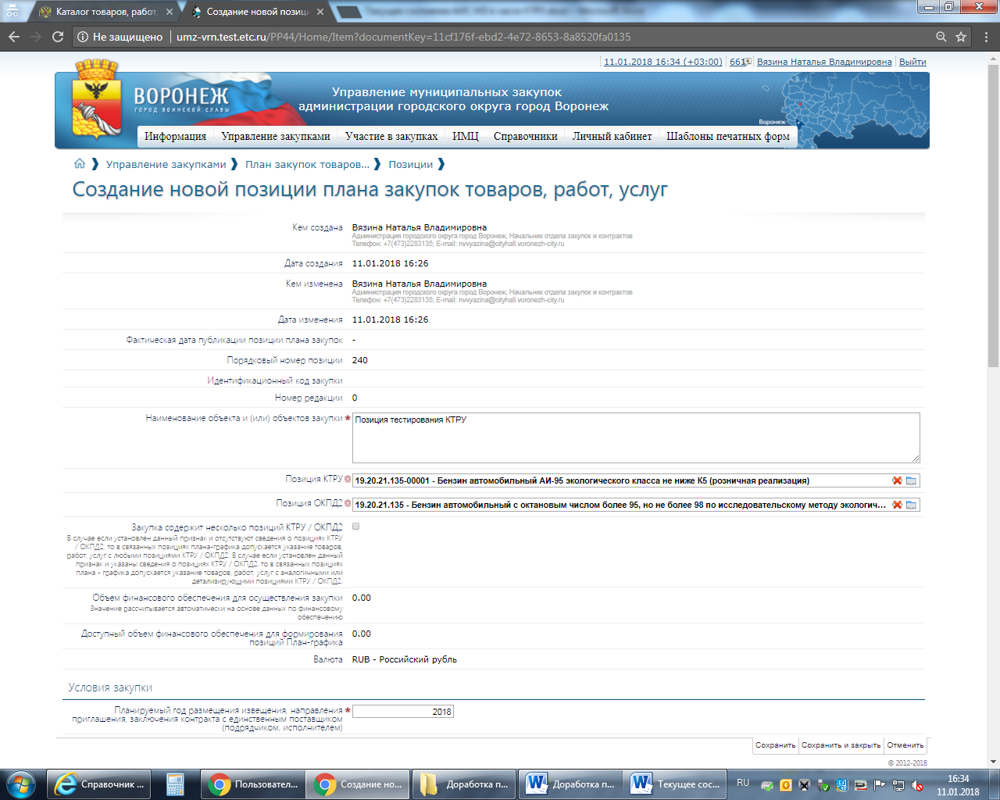 Каталог товаров, работ,
Создание новой позици
Не защищено
umz-vrn.test.etc.ru/PP44/Home/Item?documentKey=11cf176f-ebd2-4e72-8653-8a8520fa0135
11.01.2018 16:34 (+03:00)
661
Вязина Наталья Владимировна
Выйти
ВОРОНЕЖ
ГОРОД ВОИНСКОЙ СЛАВЫ
Управление муниципальных закупок
администрации городского округа город Воронеж
Воронеж
Информация
Управление закупками
Участие в закупках
ИМЦ
Справочники
Личный кабинет
Шаблоны печатных форм
Управление закупками
План закупок товаров...
Позиции
Создание новой позиции плана закупок товаров, работ, услуг
Кем создана
Вязина Наталья Владимировна
Администрация городского округа город Воронеж, Начальник отдела закупок и контрактов
Телефон: +7(473)2283135; E-mail: nvvyazina@cityhall.voronezh-city.ru
Дата создания
11.01.2018 16:26
Кем изменена
Вязина Наталья Владимировна
Администрация городского округа город Воронеж, Начальник отдела закупок и контрактов
Телефон: +7(473)2283135; E-mail: nvvyazina@cityhall.voronezh-city.ru
Дата изменения
11.01.2018 16:26
Фактическая дата публикации позиции плана закупок
-
Порядковый номер позиции
240
Идентификационный код закупки
Номер редакции
0
Наименование объекта и (или) объектов закупки *
Позиция тестирования КТРУ
Позиция КТРУ
19.20.21.135-00001 - Бензин автомобильный АИ-95 экологического класса не ниже К5 (розничная реализация)
Позиция ОКПД2
19.20.21.135 - Бензин автомобильный с октановым числом более 95, но не более 98 по исследовательскому методу экологич...
Закупка содержит несколько позиций КТРУ / ОКПД2
В случае если установлен данный признак и отсутствуют сведения о позициях КТРУ
/ ОКПД2, то в связанных позициях плана-графика допускается указание товаров,
работ, услуг с любыми позициями КТРУ / ОКПД2. В случае если установлен данный
признак и указаны сведения о позициях КТРУ / ОКПД2, то в связанных позициях
плана - графика допускается указание товаров, работ, услуг с аналогичными или
детализирующими позициями КТРУ / ОКПД2.
Объем финансового обеспечения для осуществления закупки
0.00
Значение рассчитывается автоматически на основе данных по финансовому
обеспечению
Доступный объем финансового обеспечения для формирования
позиций План-графика
0.00
Валюта
RUB - Российский рубль
Условия закупки
Планируемый год размещения извещения, направления
приглашения, заключения контракта с единственным поставщиком
(подрядчиком, исполнителем)
*
2018
Сохранить
Сохранить и закрыть
Отменить
© 2012-2018
Справочник ...
Пользовател...
Создание но...
Доработка п...
Доработка п...
Текущее сос...
RU
16:34
11.01.2018